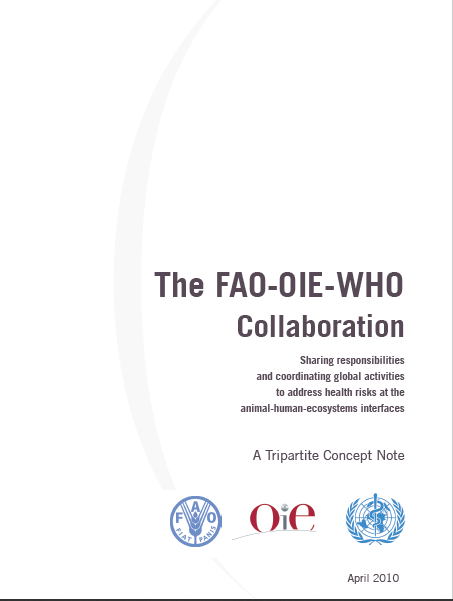 The FAO-OIE-WHO
Collaboration
Sharing responsibilities
and coordinating global activities
to address health risks at the
animal-human-ecosystems interfaces
A Tripartite Concept Note
F A O
FIAT PANIS
OiE
April 2010